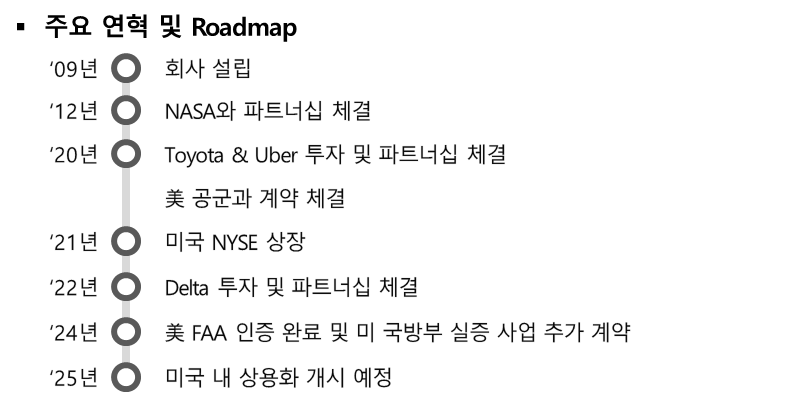 ▪ 주요 연혁 및 Roadmap
‘09년 회사 설립
‘12년 NASA와 파트너십 체결
‘20년 Toyota & Uber 투자 및 파트너십 체결
美 공군과 계약 체결
‘21년 미국 NYSE 상장
‘22년 Delta 투자 및 파트너십 체결
‘24년 美 FAA 인증 완료 및 미 국방부 실증 사업 추가 계약
‘25년 미국 내 상용화 개시 예정